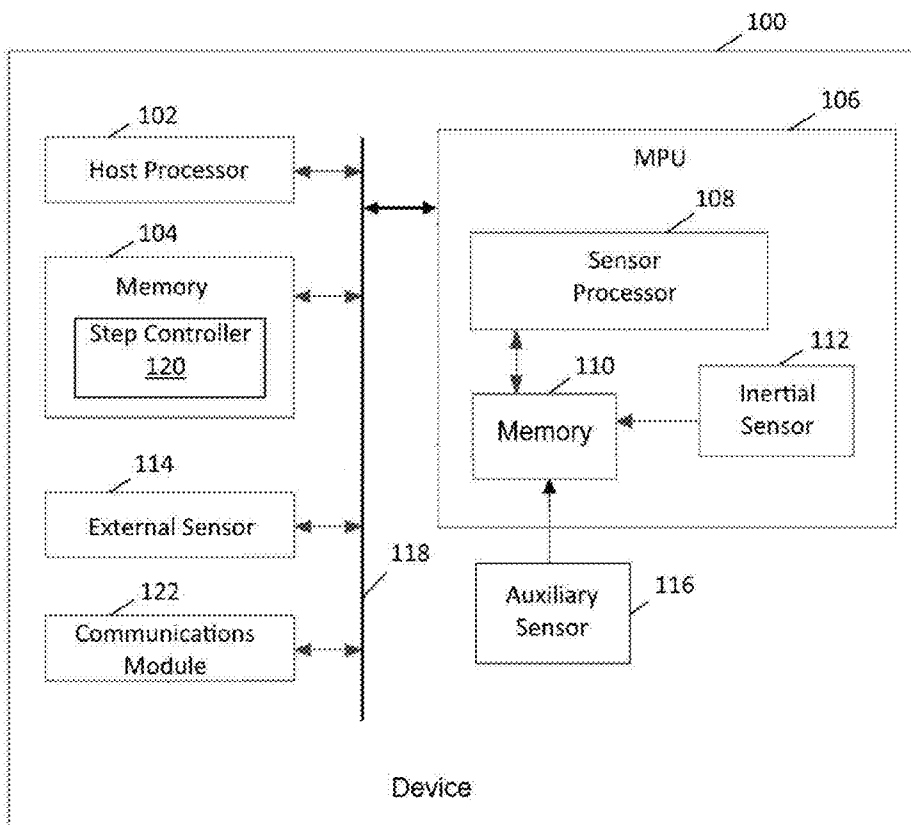 100
102
Host Processor
104
Memory
Step Controller
120
114
External Sensor
122
Communications
Module
118
106
MPU
108
Sensor
Processor
110
Memory
112
Inertial
Sensor
Auxiliary
Sensor
116
Device